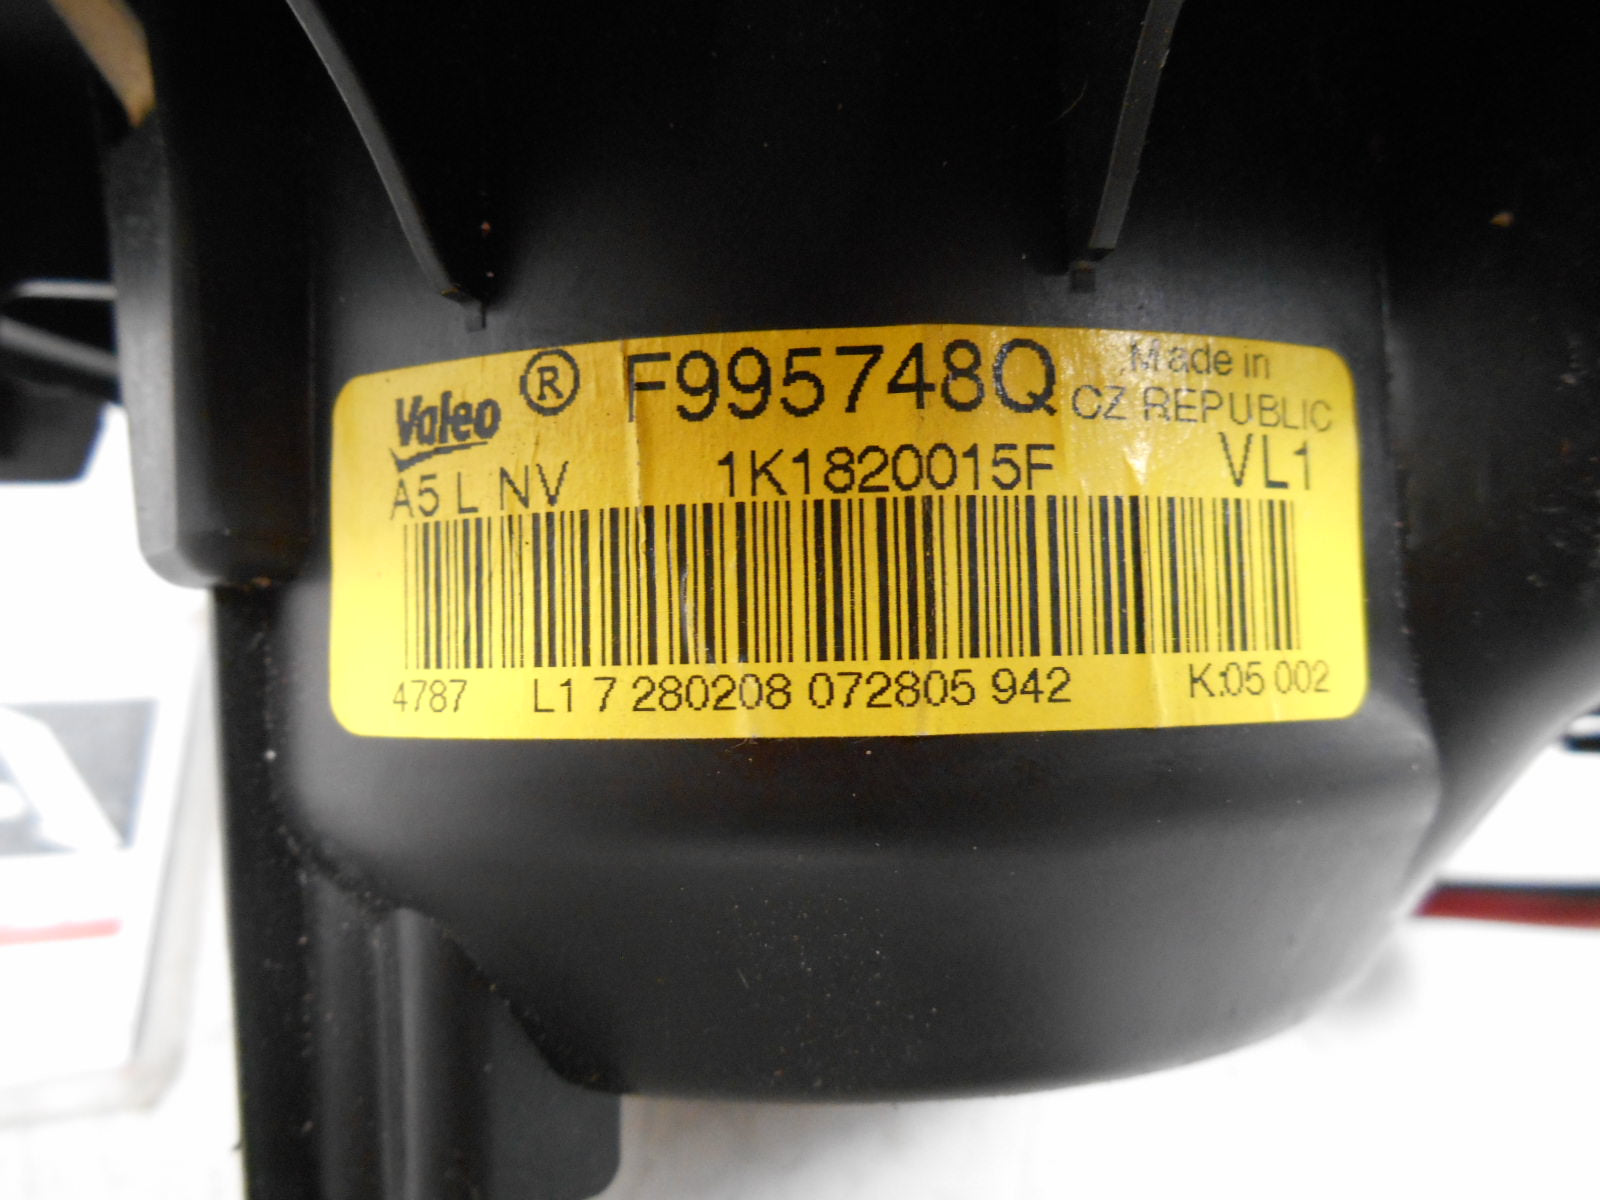 Valeo ® F995748Q Made in
CZ REPUBLIC
A5 L NV 1K1820015F VL1
4787 L1 7 280208 072805 942 K:05 002